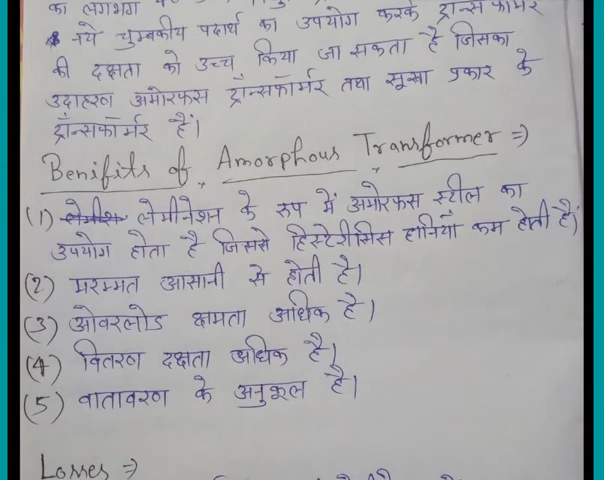 का लगभग
नये चुम्बकीय पदार्थ का उपयोग करके ट्रान्सफार्मर
की दक्षता को उच्च किया जा सकता है जिसका
उदाहरण अमोरफस ट्रॉन्सफॉर्मर तथा सूखा प्रकार के
ट्रॉन्सफॉर्मर हैं।
Benifits of Amorphous Transformer ⇒
(1) लेमीनेशन के रूप में अमोरफस स्टील का
उपयोग होता है जिससे हिस्टेरीसिस हानियाँ कम होती हैं।
(2) मरम्मत आसानी से होती है।
(3) ओवरलोड क्षमता अधिक है।
(4) वितरण दक्षता अधिक है।
(5) वातावरण के अनुकूल है।
Losses ⇒